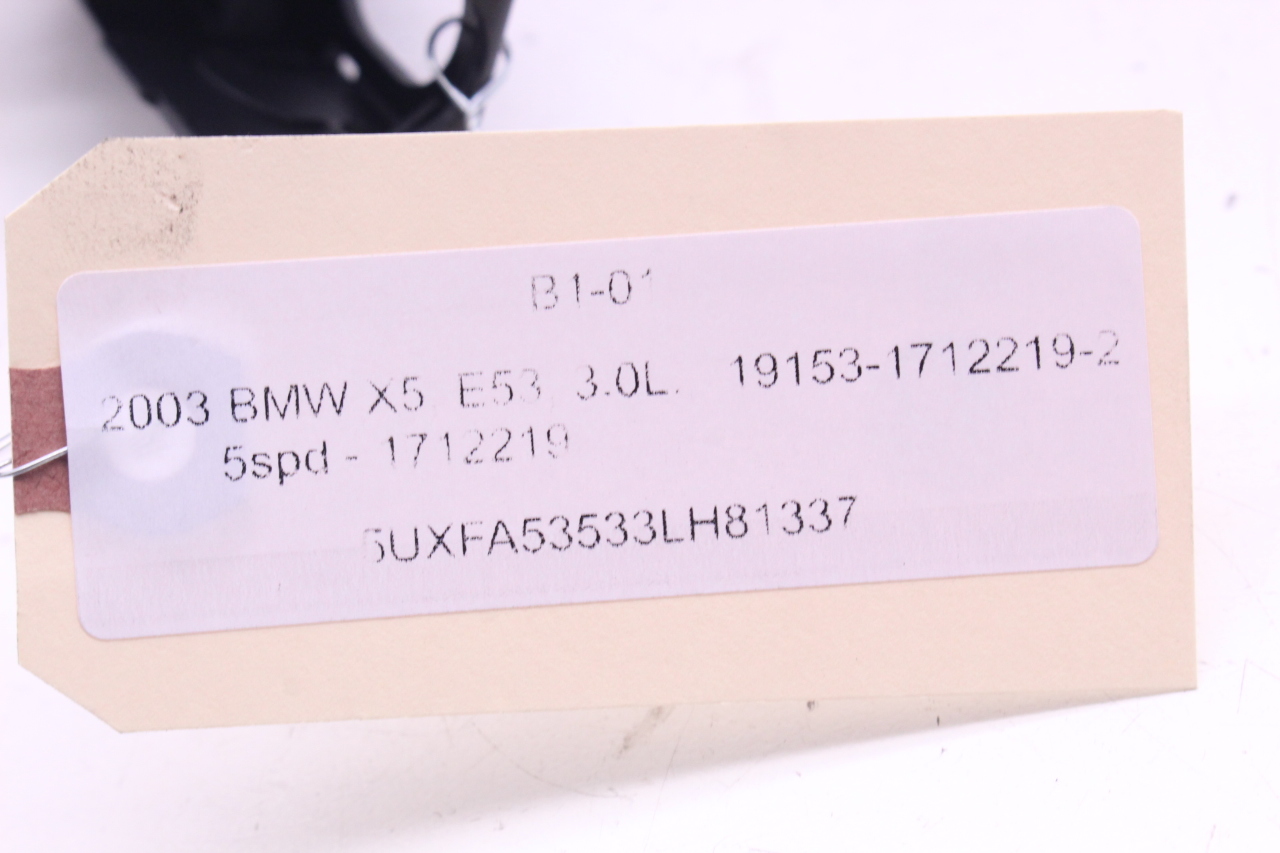 B1-01
2003 BMW X5 E53, 3.0L. 19153-1712219-2
5spd - 1712219
5UXFA53533LH81337